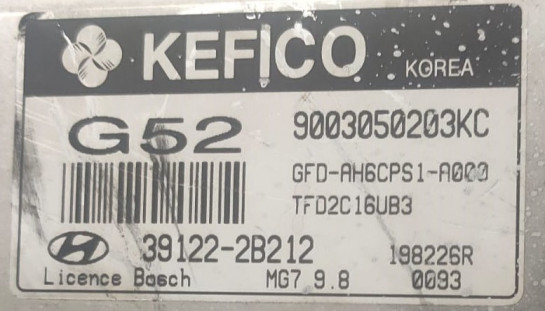 KEFICO KOREA
G52 9003050203KC
GFD-AH6CPS1-A000
TFD2C16UB3
39122-2B212 198226R
Licence Bosch MG7 9.8 0093